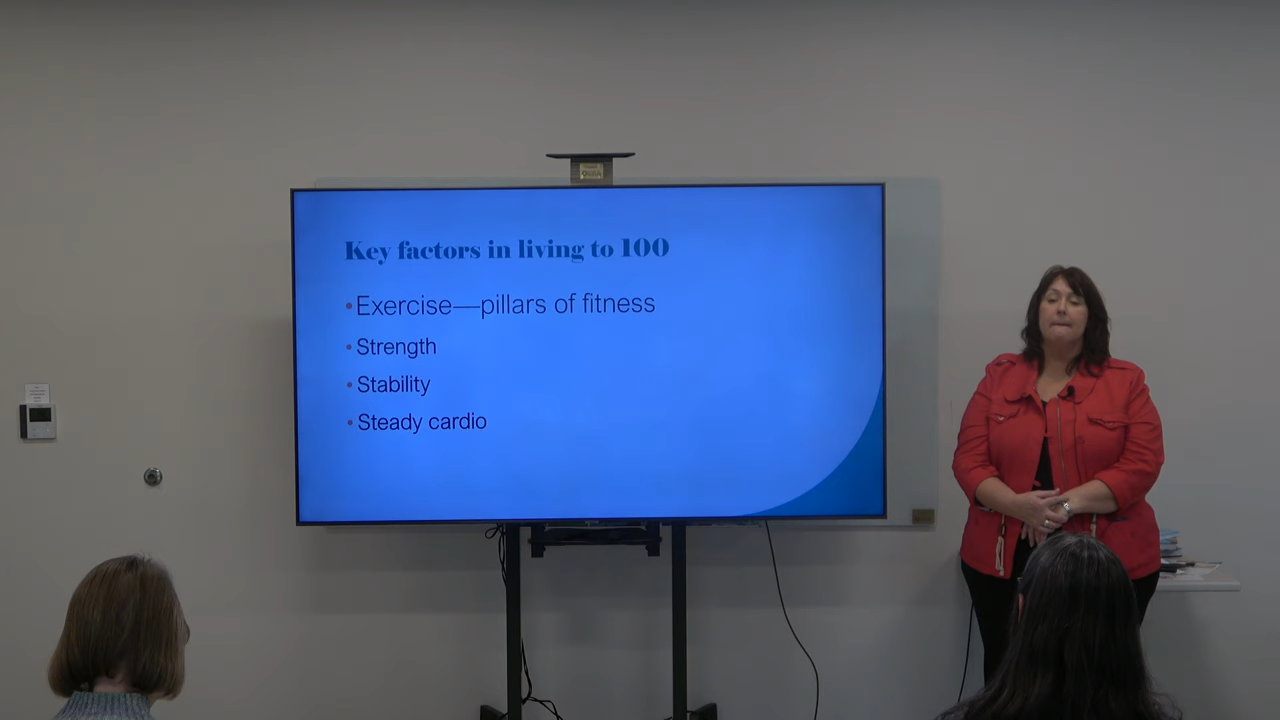 Key factors in living to 100
•Exercise—pillars of fitness
•Strength
•Stability
•Steady cardio